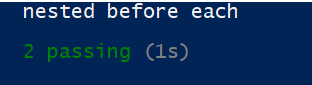 nested before each
2 passing (1s)